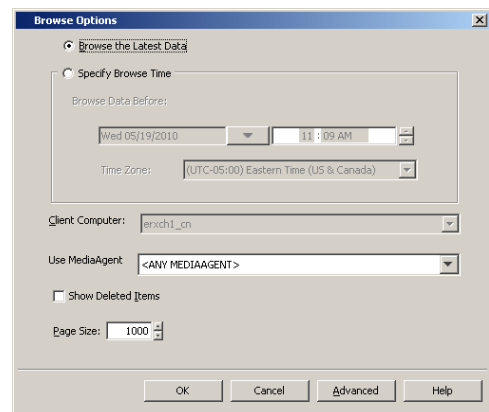 Browse Options
Browse the Latest Data
Specify Browse Time
Browse Data Before:
Wed 05/19/2010 11 : 09 AM
Time Zone: (UTC-05:00) Eastern Time (US & Canada)
Client Computer: erxch1_cn
Use MediaAgent <ANY MEDIAAGENT>
Show Deleted Items
Page Size: 1000
OK Cancel Advanced Help